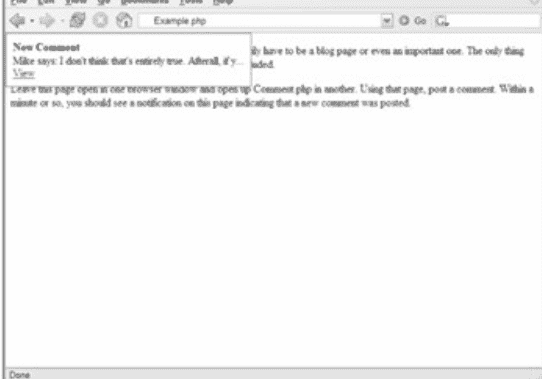 File Edit View Go Bookmarks Tools Help
Example.php Go
New Comment
Mike says: I don't think that's entirely true. Afterall, if y...
View
ily have to be a blog page or even an important one. The only thing
uded.
Leave this page open in one browser window and open up Comment.php in another. Using that page, post a comment. Within a
minute or so, you should see a notification on this page indicating that a new comment was posted.
Done